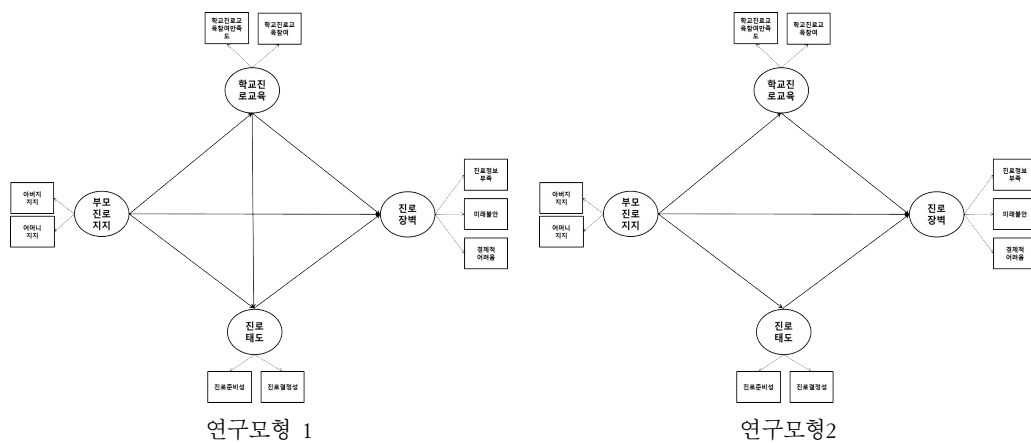 학교진로교
육참여만족
도
학교진로교
육참여
학교진
로교육
아버지
지지
어머니
지지
부모
진로
지지
진로
장벽
진로정보
부족
미래불안
경제적
어려움
진로
태도
진로준비성
진로결정성
연구모형 1
학교진로교
육참여만족
도
학교진로교
육참여
학교진
로교육
아버지
지지
어머니
지지
부모
진로
지지
진로
장벽
진로정보
부족
미래불안
경제적
어려움
진로
태도
진로준비성
진로결정성
연구모형2